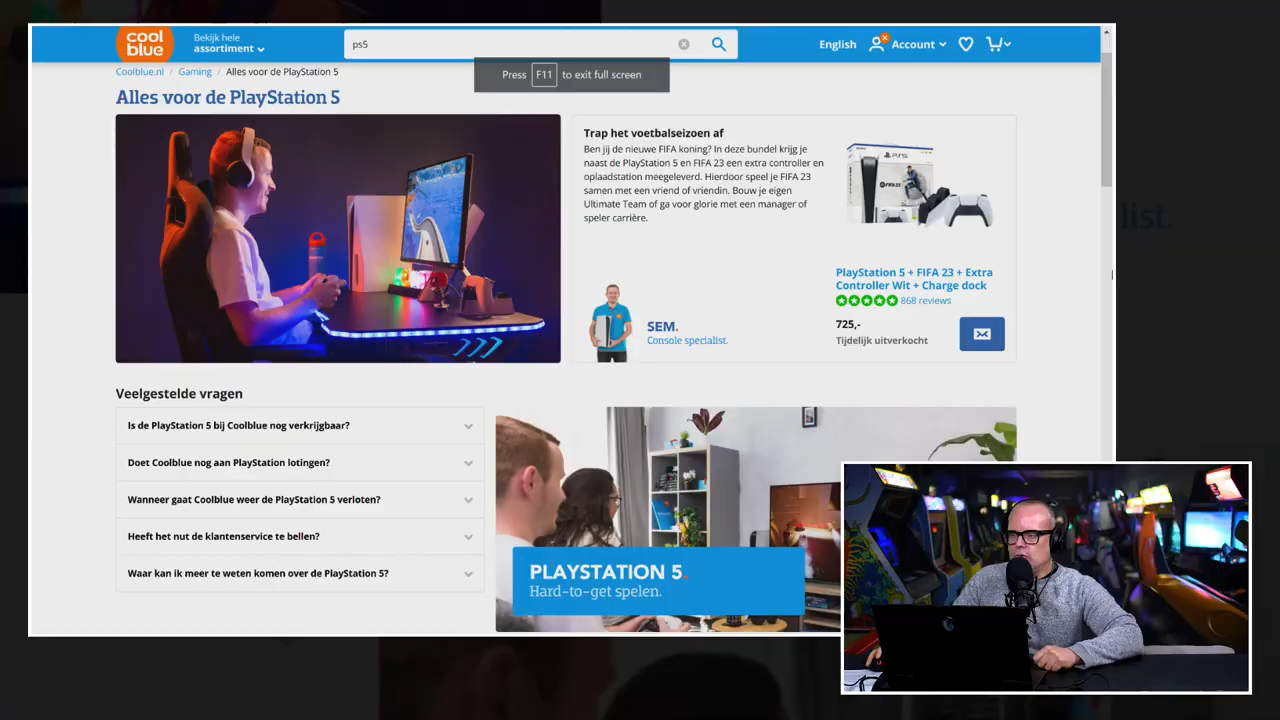 cool
blue
Bekijk hele
assortiment
ps5
English
Account
Coolblue.nl / Gaming / Alles voor de PlayStation 5
Press F11 to exit full screen
Alles voor de PlayStation 5
Trap het voetbalseizoen af
Ben jij de nieuwe FIFA koning? In deze bundel krijg je
naast de PlayStation 5 en FIFA 23 een extra controller en
oplaadstation meegeleverd. Hierdoor speel je FIFA 23
samen met een vriend of vriendin. Bouw je eigen
Ultimate Team of ga voor glorie met een manager of
speler carrière.
PS5
FIFA 23
SEM.
Console specialist.
PlayStation 5 + FIFA 23 + Extra
Controller Wit + Charge dock
868 reviews
725,-
Tijdelijk uitverkocht
Veelgestelde vragen
Is de PlayStation 5 bij Coolblue nog verkrijgbaar?
Doet Coolblue nog aan PlayStation lotingen?
Wanneer gaat Coolblue weer de PlayStation 5 verloten?
Heeft het nut de klantenservice te bellen?
Waar kan ik meer te weten komen over de PlayStation 5?
PLAYSTATION 5.
Hard-to-get spelen.
list.